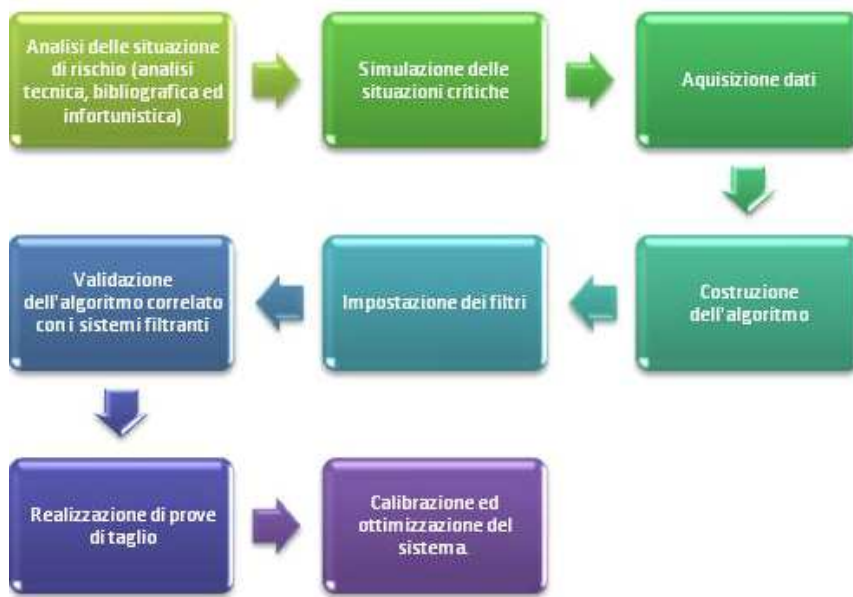 Analisi delle situazione
di rischio (analisi
tecnica, bibliografica ed
infortunistica)
Simulazione delle
situazioni critiche
Aquisizione dati
Costruzione
dell'algoritmo
Impostazione dei filtri
Validazione
dell'algoritmo correlato
con i sistemi filtranti
Realizzazione di prove
di taglio
Calibrazione ed
ottimizzazione del
sistema.